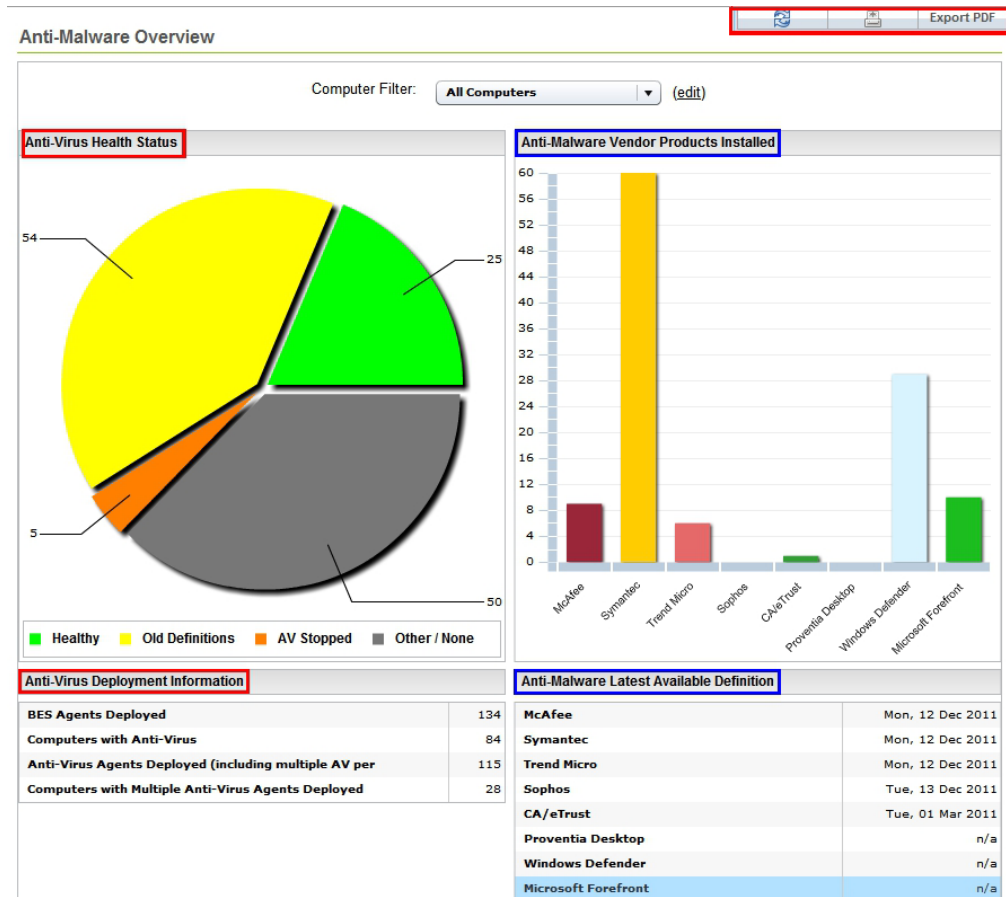 Export PDF
Anti-Malware Overview
Computer Filter: All Computers (edit)
Anti-Virus Health Status
54
25
5
50
Healthy Old Definitions AV Stopped Other / None
Anti-Malware Vendor Products Installed
60
56
52
48
44
40
36
32
28
24
20
16
12
8
4
0
McAfee
Symantec
Trend Micro
Sophos
CA/eTrust
Proventia Desktop
Windows Defender
Microsoft Forefront
Anti-Virus Deployment Information
BES Agents Deployed 134
Computers with Anti-Virus 84
Anti-Virus Agents Deployed (including multiple AV per 115
Computers with Multiple Anti-Virus Agents Deployed 28
Anti-Malware Latest Available Definition
McAfee Mon, 12 Dec 2011
Symantec Mon, 12 Dec 2011
Trend Micro Mon, 12 Dec 2011
Sophos Tue, 13 Dec 2011
CA/eTrust Tue, 01 Mar 2011
Proventia Desktop n/a
Windows Defender n/a
Microsoft Forefront n/a